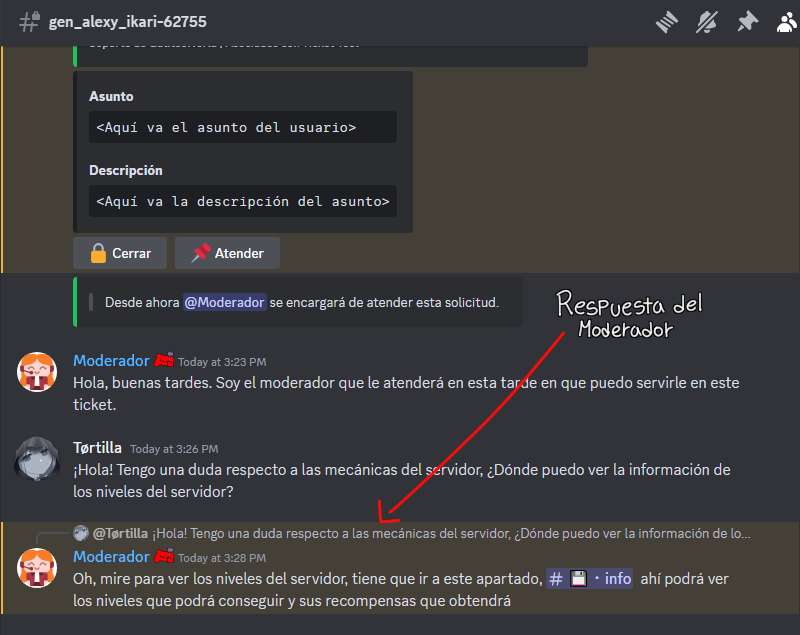 gen_alexy_ikari-62755
Asunto
<Aquí va el asunto del usuario>
Descripción
<Aquí va la descripción del asunto>
Cerrar
Atender
Desde ahora @Moderador se encargará de atender esta solicitud.
Respuesta del
Moderador
Moderador Today at 3:23 PM
Hola, buenas tardes. Soy el moderador que le atenderá en esta tarde en que puedo servirle en este
ticket.
Tørtilla Today at 3:26 PM
¡Hola! Tengo una duda respecto a las mecánicas del servidor, ¿Dónde puedo ver la información de
los niveles del servidor?
@Tørtilla ¡Hola! Tengo una duda respecto a las mecánicas del servidor, ¿Dónde puedo ver la información de lo...
Moderador Today at 3:28 PM
Oh, mire para ver los niveles del servidor, tiene que ir a este apartado, # 💾・info ahí podrá ver
los niveles que podrá conseguir y sus recompensas que obtendrá